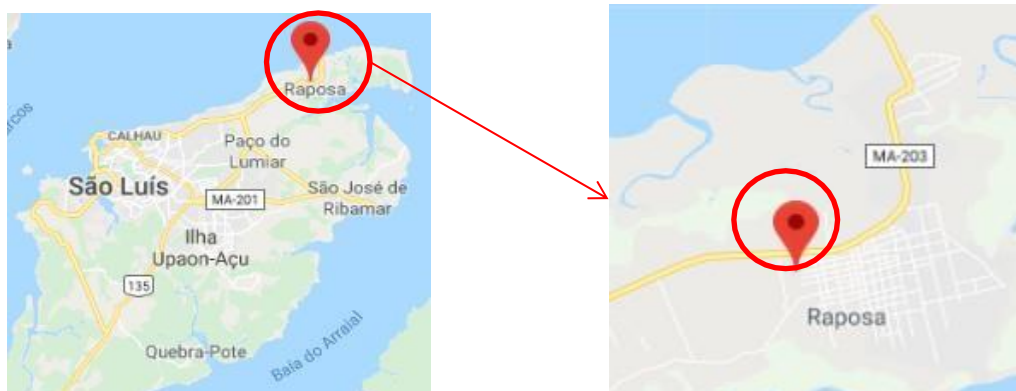 Raposa
arcos
CALHAU
Paço do
Lumiar
São Luís
MA-201
São José de
Ribamar
Ilha
Upaon-Açu
135
Quebra-Pote
Baía do Arraial
MA-203
Raposa